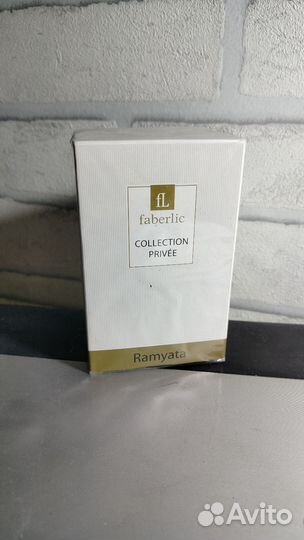 fL
faberlic
COLLECTION
PRIVÉE
Ramyata
Avito